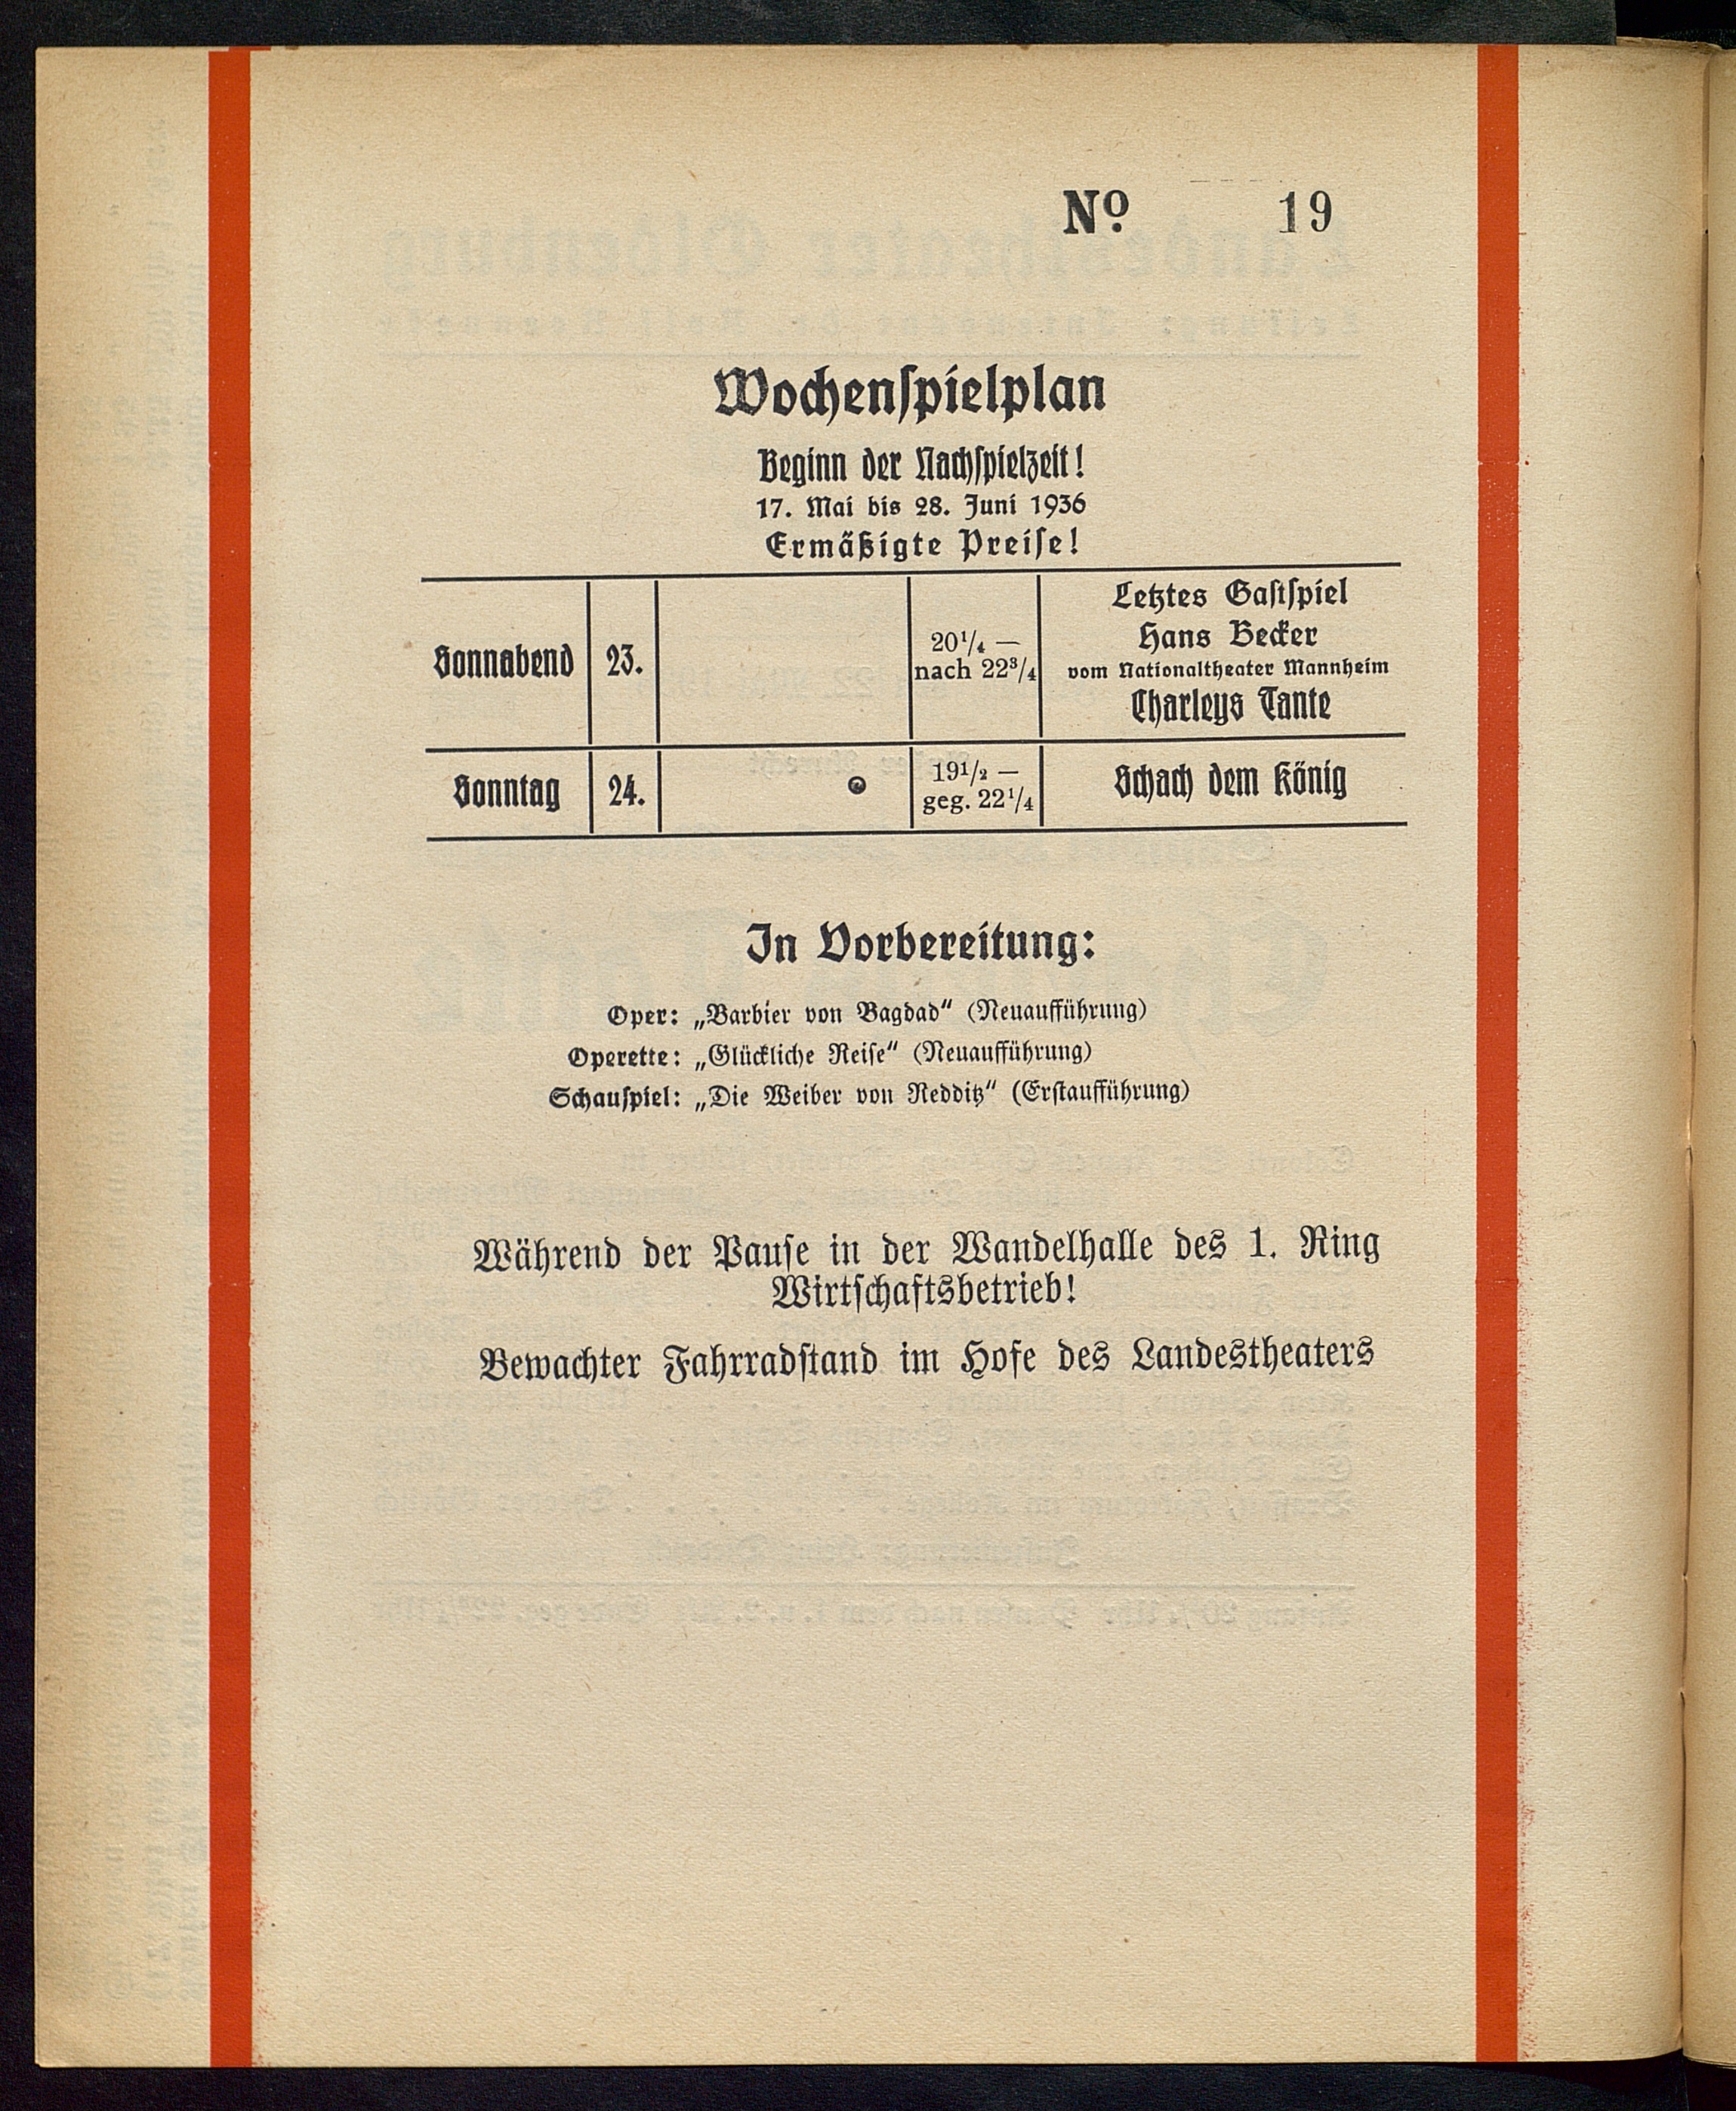 Nº 19
Wochenspielplan
Beginn der Nachspielzeit!
17. Mai bis 28. Juni 1936
Ermäßigte Preise!
Sonnabend 23. 20¹/₄ — nach 22³/₄
Letztes Gastspiel
Hans Becker
vom Nationaltheater Mannheim
Charleys Tante
Sonntag 24. 19¹/₂ — geg. 22¹/₄ Schach dem König
In Vorbereitung:
Oper: „Barbier von Bagdad“ (Neuaufführung)
Operette: „Glückliche Reise“ (Neuaufführung)
Schauspiel: „Die Weiber von Redditz“ (Erstaufführung)
Während der Pause in der Wandelhalle des 1. Ring
Wirtschaftsbetrieb!
Bewachter Fahrradstand im Hofe des Landestheaters